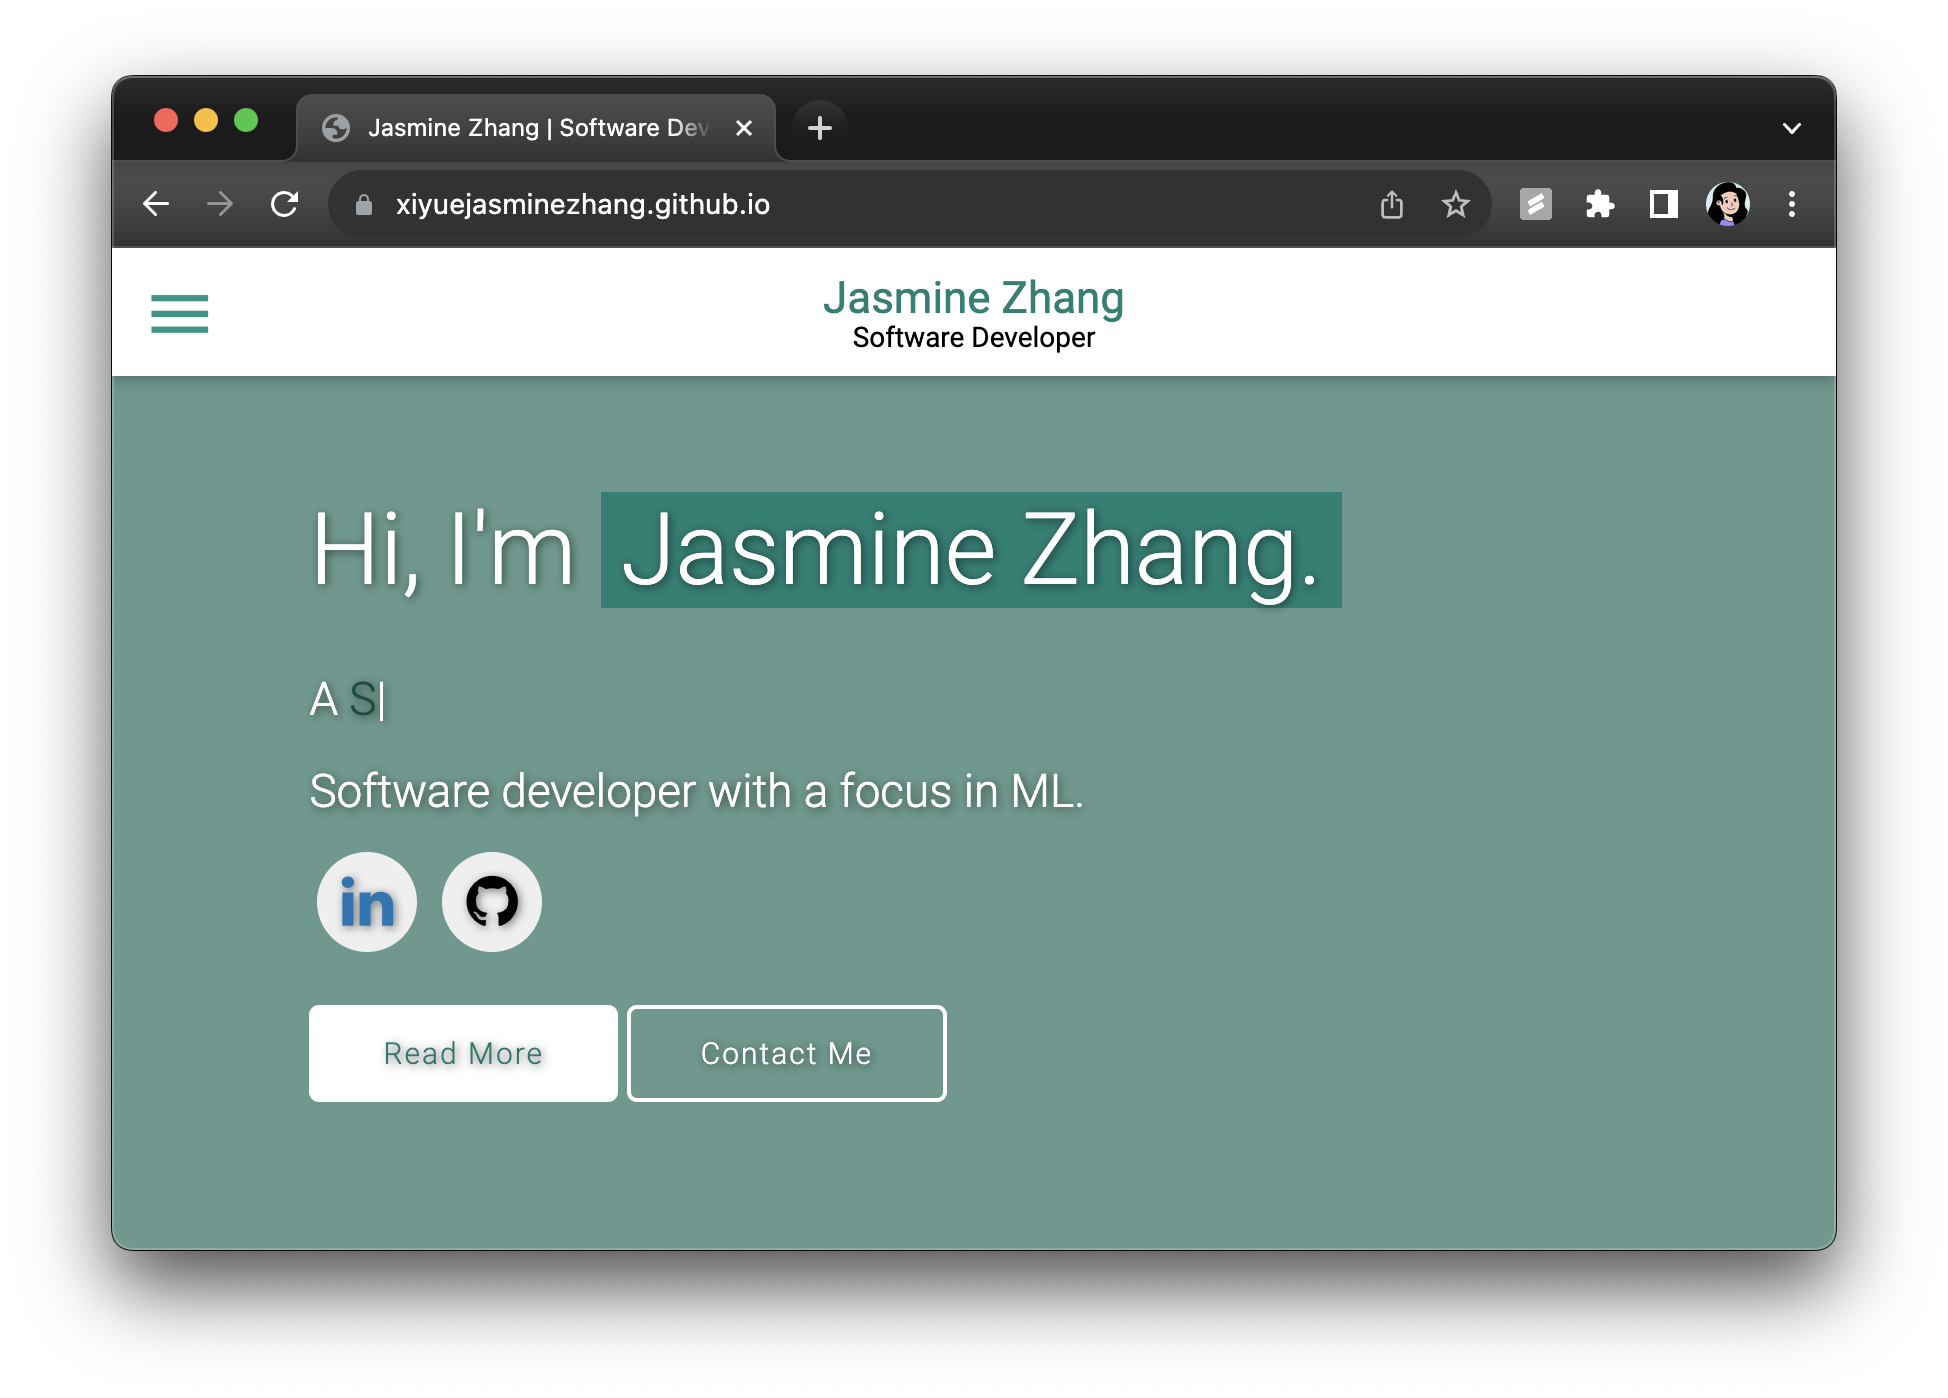 Jasmine Zhang | Software Dev
xiyuejasminezhang.github.io
Jasmine Zhang
Software Developer
Hi, I'm Jasmine Zhang.
A S|
Software developer with a focus in ML.
in
Read More
Contact Me